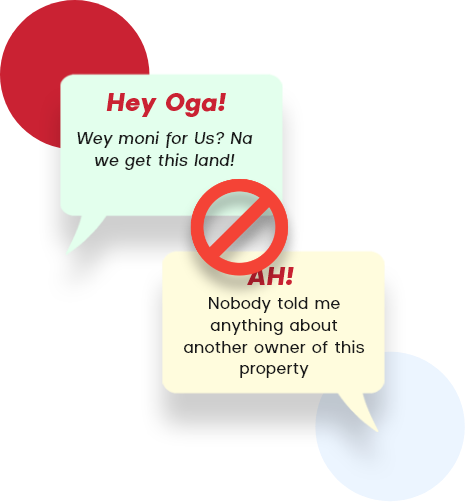 Hey Oga!
Wey moni for Us? Na
we get this land!
AH!
Nobody told me
anything about
another owner of this
property